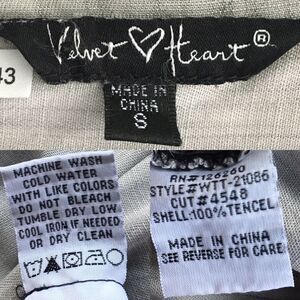 Velvet Heart®
43
MADE IN
CHINA
S
MACHINE WASH
COLD WATER
WITH LIKE COLORS
DO NOT BLEACH
TUMBLE DRY LOW
COOL IRON IF NEEDED
OR DRY CLEAN
RN#126260
STYLE#WTT-21086
CUT#4548
SHELL:100%TENCEL
MADE IN CHINA
SEE REVERSE FOR CARE